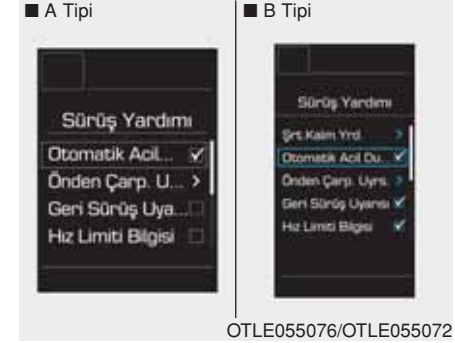 ■ A Tipi
Sürüş Yardımı
Otomatik Acil...
Önden Çarp. U...
Geri Sürüş Uya...
Hız Limiti Bilgisi
■ B Tipi
Sürüş Yardımı
Şrt Kalm Yrd
Otomatik Acil Du..
Önden Çarp. Uyrs.
Geri Sürüş Uyarısı
Hız Limiti Bilgisi
OTLE055076/OTLE055072